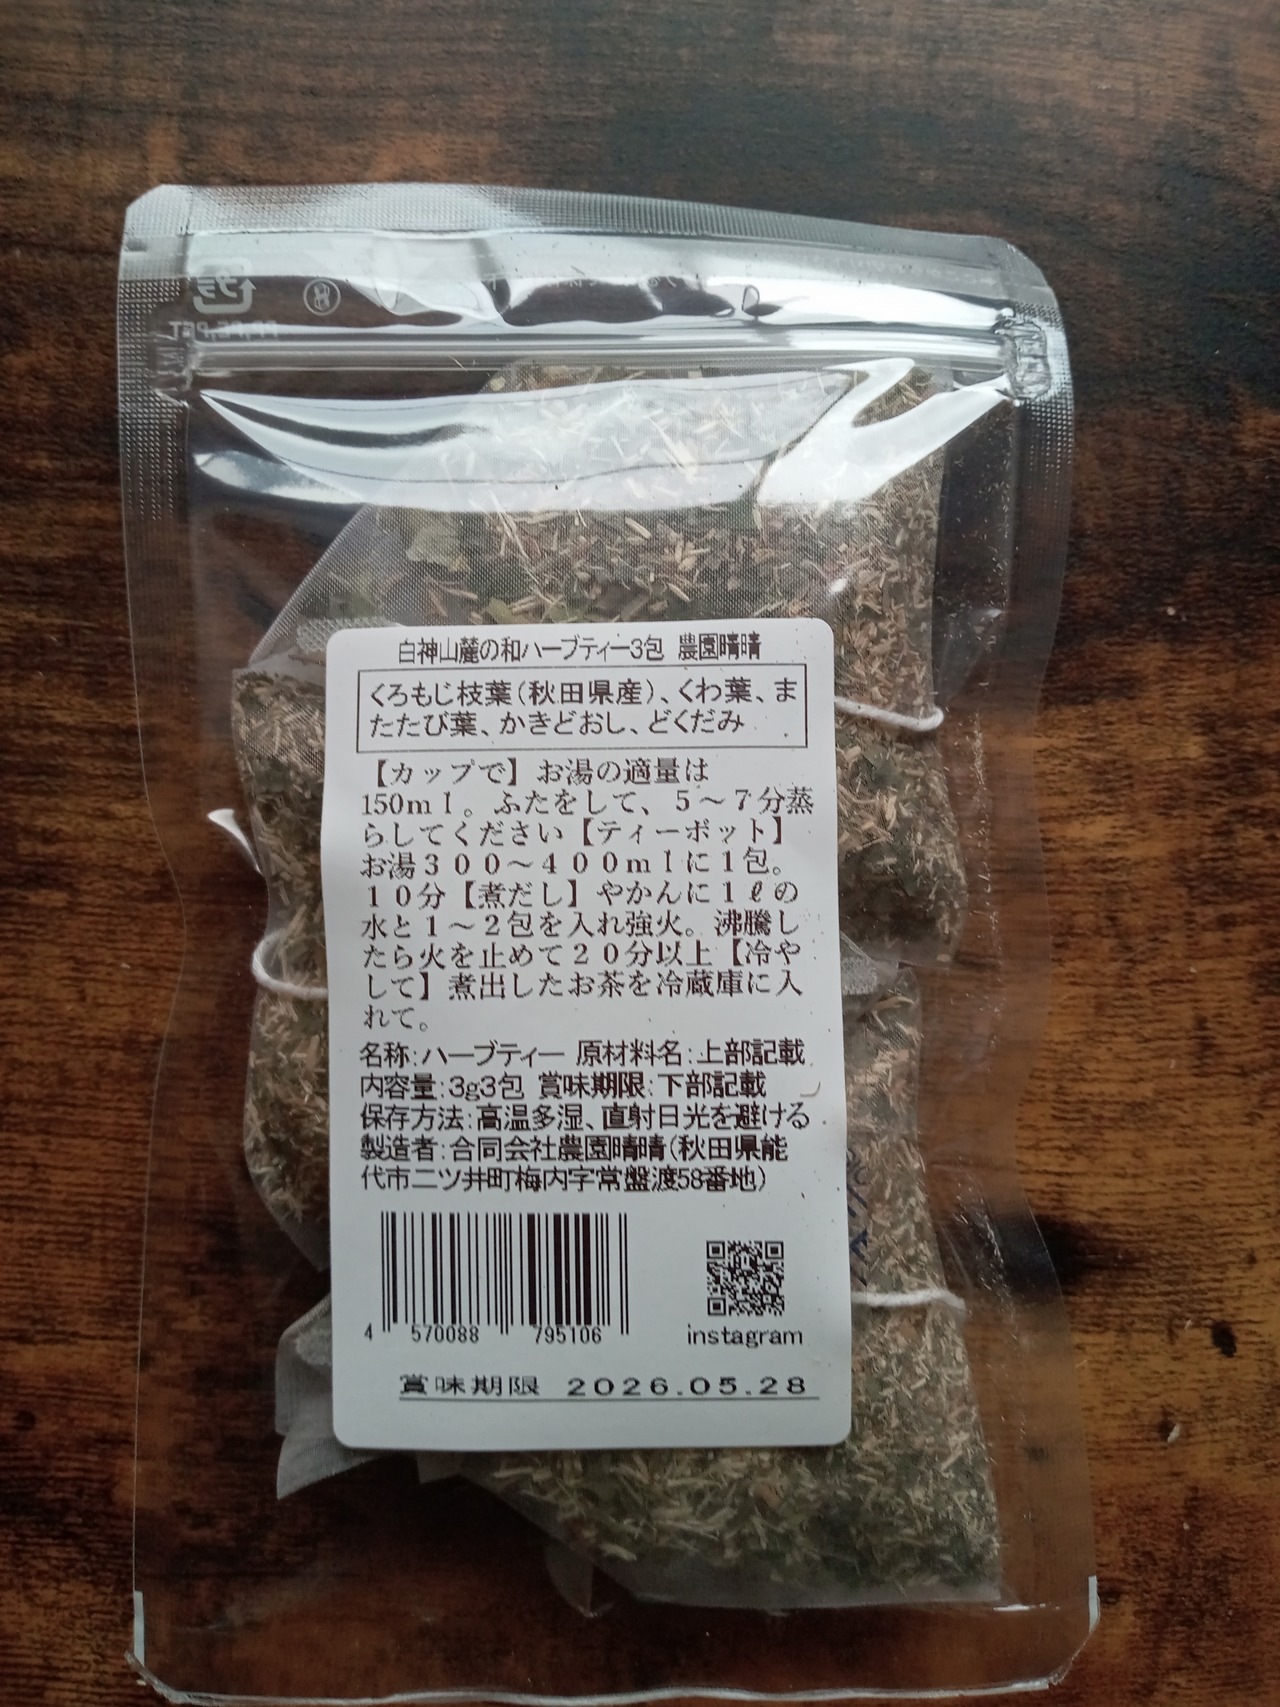 白神山麓の和ハーブティー3包 農園晴晴
くろもじ枝葉(秋田県産)、くわ葉、ま
たたび葉、かきどおし、どくだみ
【カップで】お湯の適量は
150ml。ふたをして、5～7分蒸
らしてください【ティーポット】
お湯300～400mlに1包。
10分【煮だし】やかんに1ℓの
水と1～2包を入れ強火。沸騰し
たら火を止めて20分以上【冷や
して】煮出したお茶を冷蔵庫に入
れて。
名称:ハーブティー 原材料名:上部記載
内容量:3g3包 賞味期限:下部記載
保存方法:高温多湿、直射日光を避ける
製造者:合同会社農園晴晴(秋田県能
代市二ツ井町梅内字常盤渡58番地)
4 570088 795106
instagram
賞味期限 2026.05.28